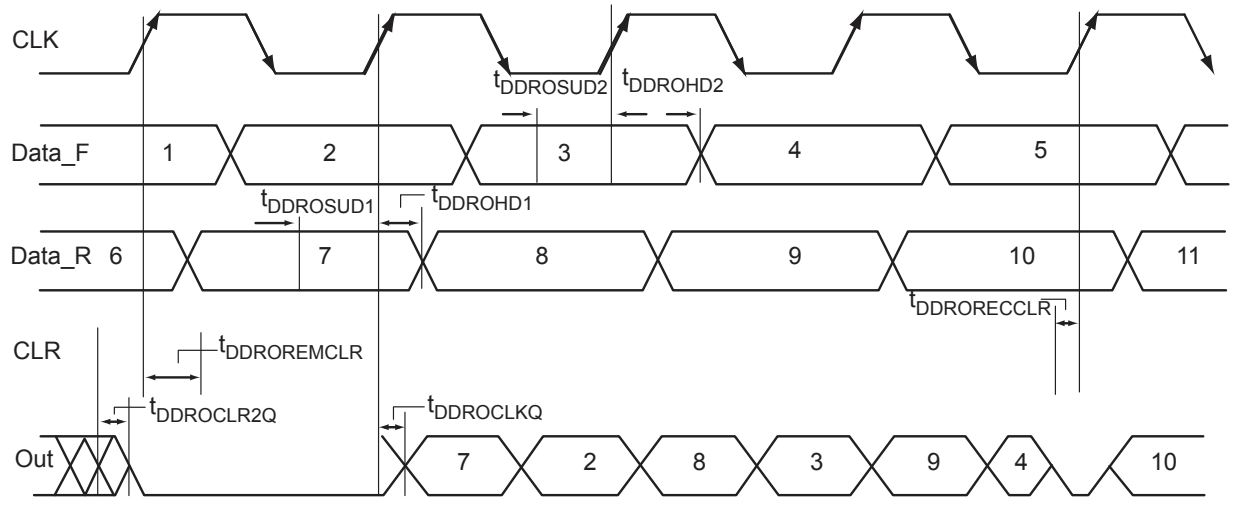 CLK
tDDROSUD2 tDDROHD2
Data_F 1 2 3 4 5
tDDROSUD1 tDDROHD1
Data_R 6 7 8 9 10 11
tDDRORECCLR
CLR
tDDROREMCLR
tDDROCLR2Q tDDROCLKQ
Out 7 2 8 3 9 4 10